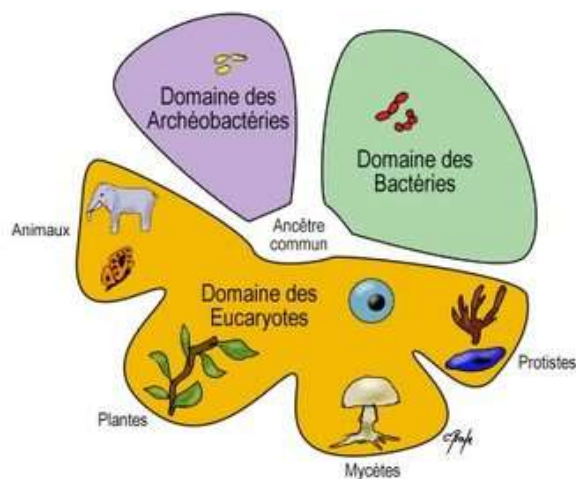 Domaine des
Archéobactéries
Domaine des
Bactéries
Ancêtre
commun
Animaux
Domaine des
Eucaryotes
Protistes
Plantes
Mycètes